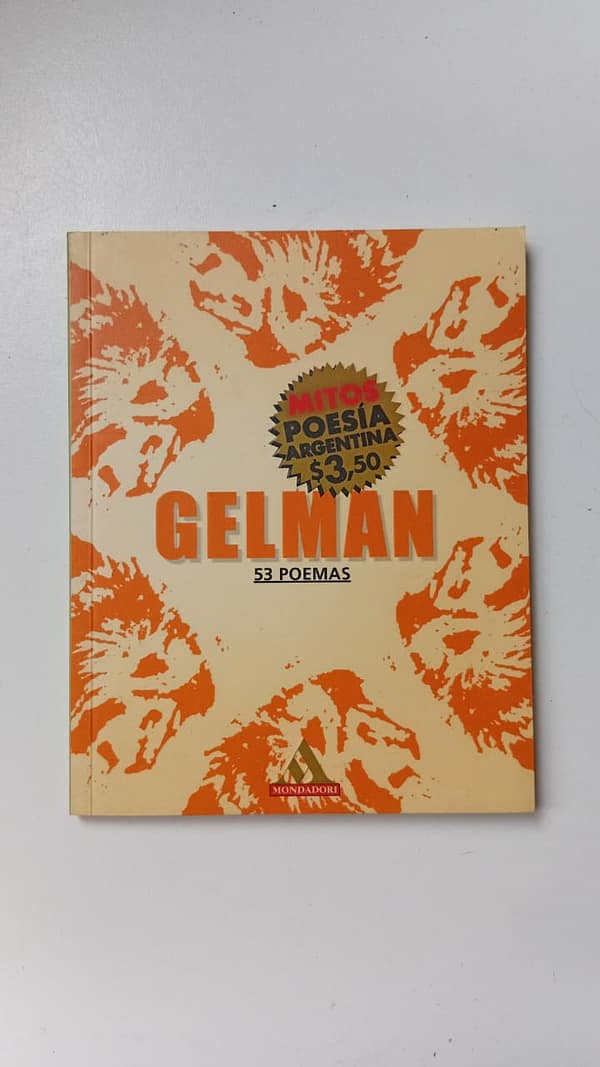 MITOS
POESÍA
ARGENTINA
$3,50
GELMAN
53 POEMAS
MONDADORI